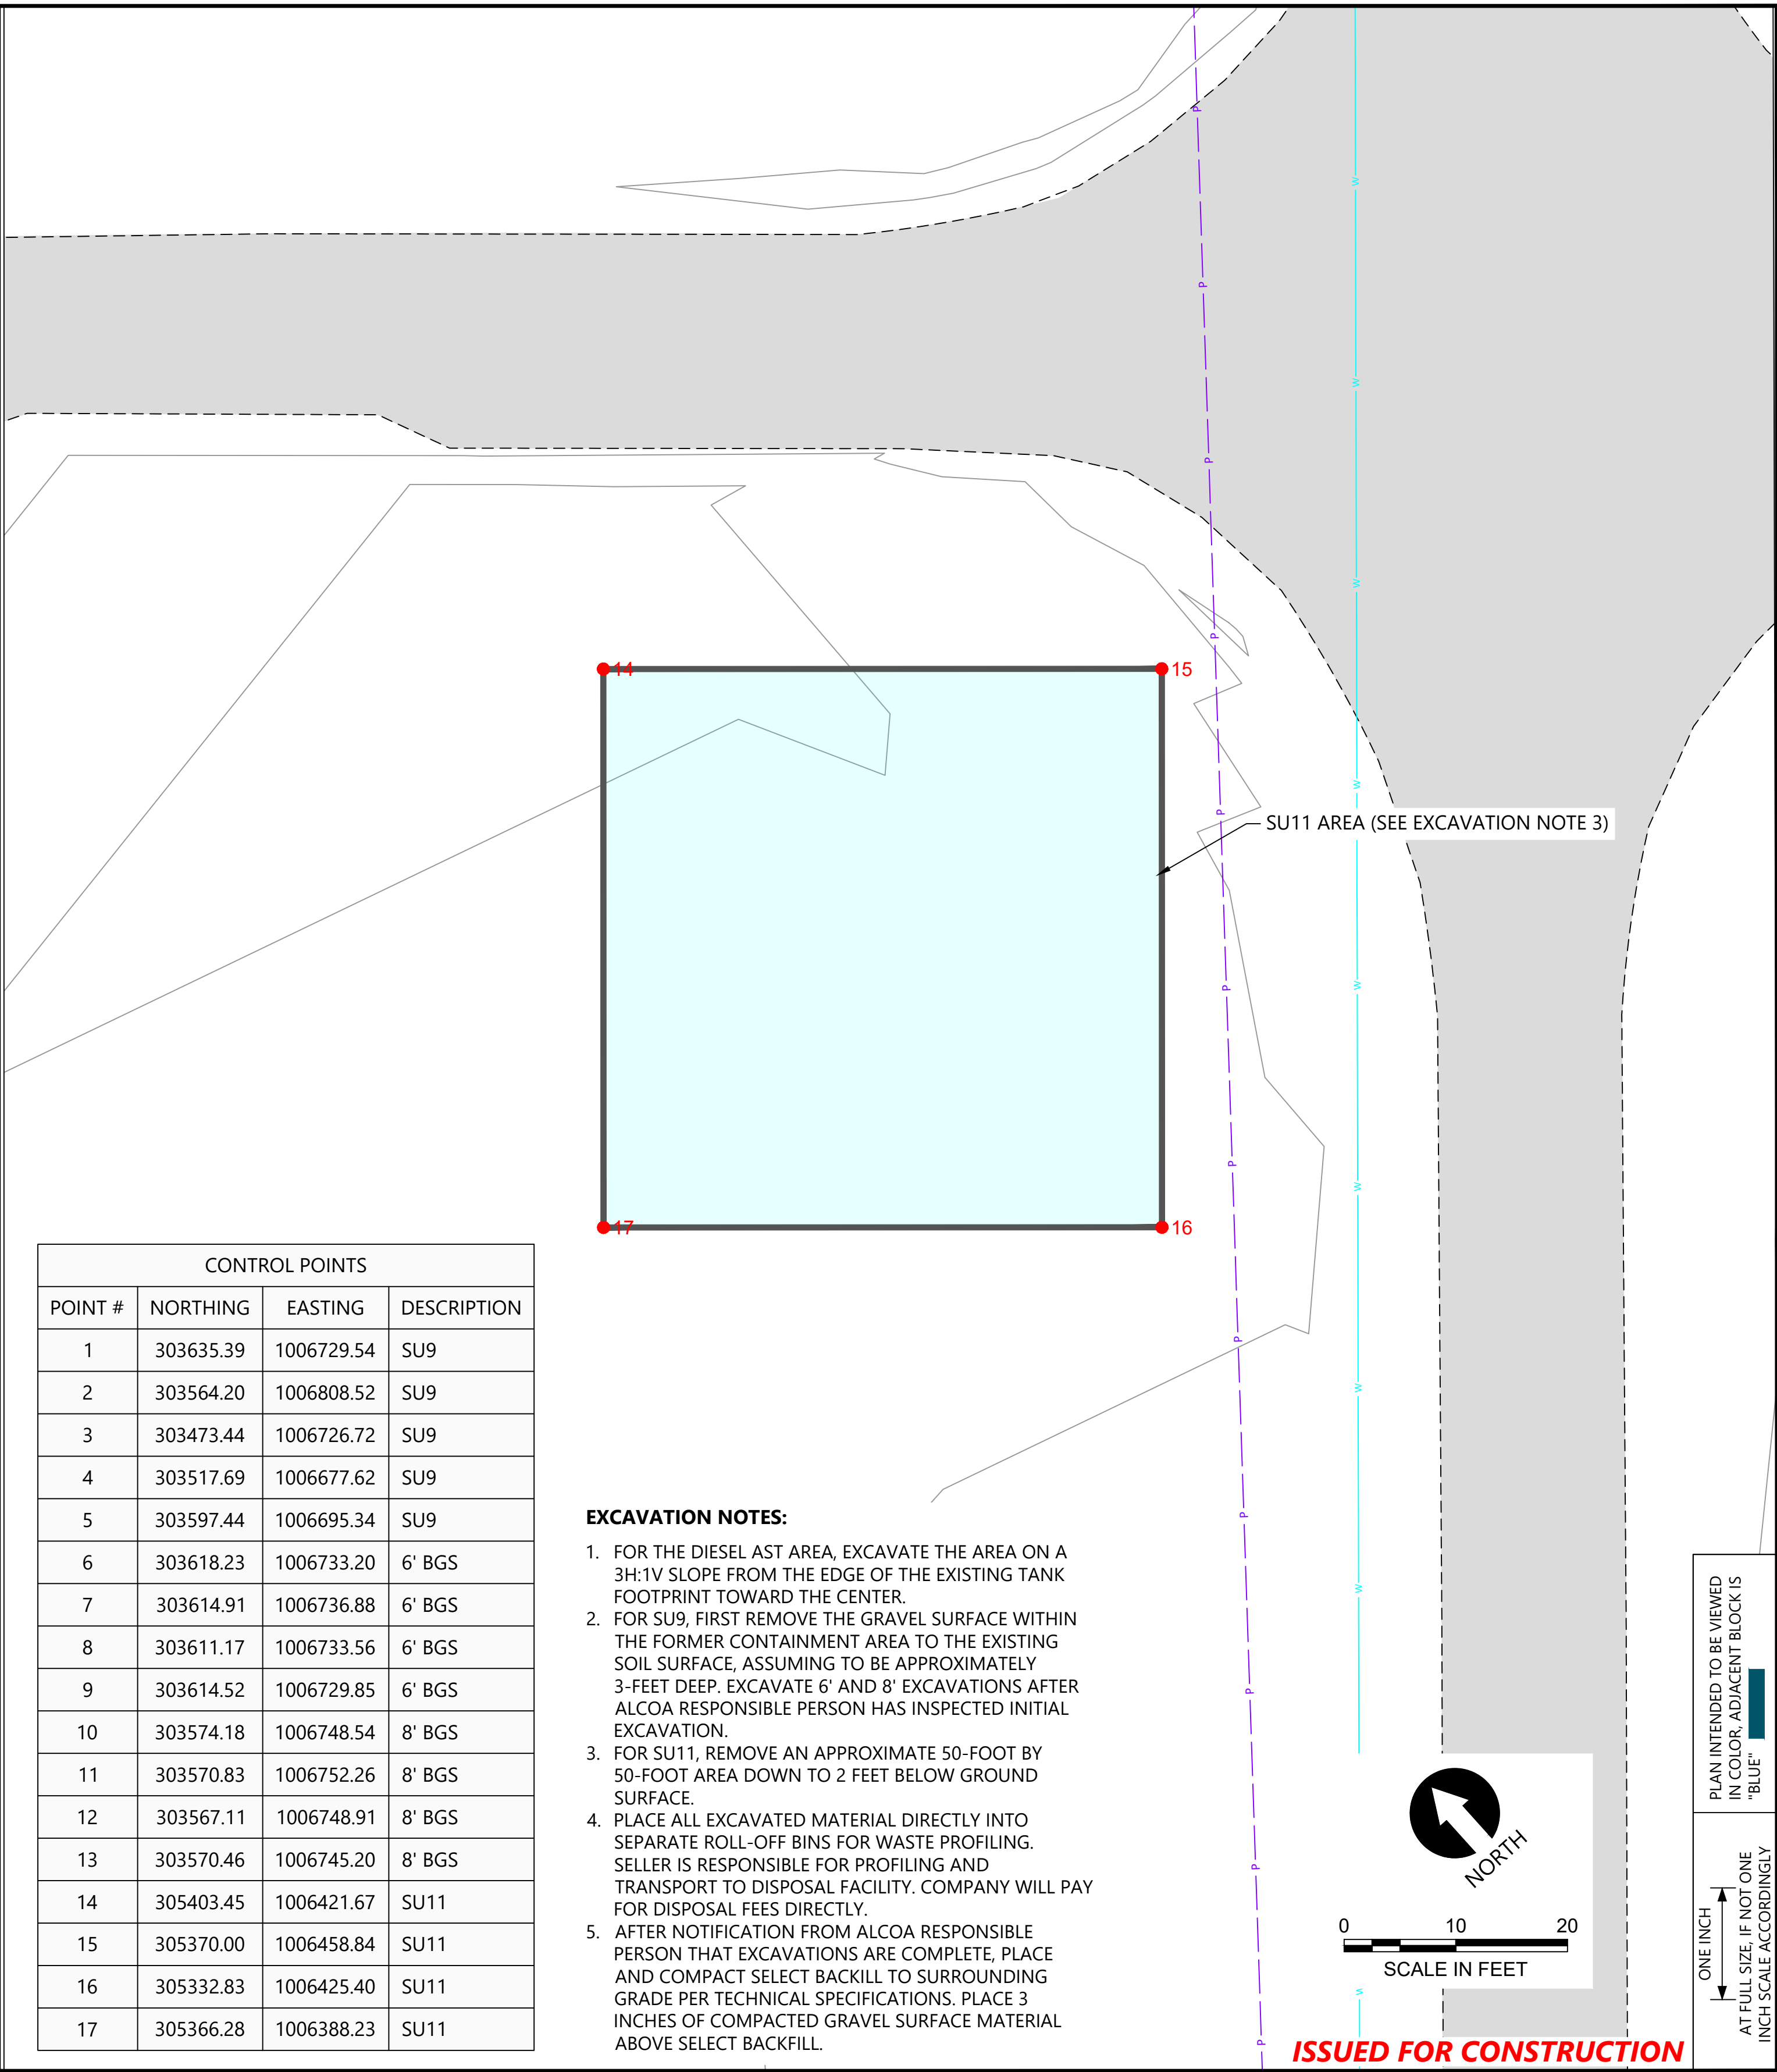 P
W
P
W
P
W
P
14
15
P
W
P
SU11 AREA (SEE EXCAVATION NOTE 3)
P
W
P
W
17
16
P
W
P
W
P
P
P
W
P
CONTROL POINTS
POINT # NORTHING EASTING DESCRIPTION
1 303635.39 1006729.54 SU9
2 303564.20 1006808.52 SU9
3 303473.44 1006726.72 SU9
4 303517.69 1006677.62 SU9
5 303597.44 1006695.34 SU9
6 303618.23 1006733.20 6' BGS
7 303614.91 1006736.88 6' BGS
8 303611.17 1006733.56 6' BGS
9 303614.52 1006729.85 6' BGS
10 303574.18 1006748.54 8' BGS
11 303570.83 1006752.26 8' BGS
12 303567.11 1006748.91 8' BGS
13 303570.46 1006745.20 8' BGS
14 305403.45 1006421.67 SU11
15 305370.00 1006458.84 SU11
16 305332.83 1006425.40 SU11
17 305366.28 1006388.23 SU11
EXCAVATION NOTES:
1. FOR THE DIESEL AST AREA, EXCAVATE THE AREA ON A
3H:1V SLOPE FROM THE EDGE OF THE EXISTING TANK
FOOTPRINT TOWARD THE CENTER.
2. FOR SU9, FIRST REMOVE THE GRAVEL SURFACE WITHIN
THE FORMER CONTAINMENT AREA TO THE EXISTING
SOIL SURFACE, ASSUMING TO BE APPROXIMATELY
3-FEET DEEP. EXCAVATE 6' AND 8' EXCAVATIONS AFTER
ALCOA RESPONSIBLE PERSON HAS INSPECTED INITIAL
EXCAVATION.
3. FOR SU11, REMOVE AN APPROXIMATE 50-FOOT BY
50-FOOT AREA DOWN TO 2 FEET BELOW GROUND
SURFACE.
4. PLACE ALL EXCAVATED MATERIAL DIRECTLY INTO
SEPARATE ROLL-OFF BINS FOR WASTE PROFILING.
SELLER IS RESPONSIBLE FOR PROFILING AND
TRANSPORT TO DISPOSAL FACILITY. COMPANY WILL PAY
FOR DISPOSAL FEES DIRECTLY.
5. AFTER NOTIFICATION FROM ALCOA RESPONSIBLE
PERSON THAT EXCAVATIONS ARE COMPLETE, PLACE
AND COMPACT SELECT BACKILL TO SURROUNDING
GRADE PER TECHNICAL SPECIFICATIONS. PLACE 3
INCHES OF COMPACTED GRAVEL SURFACE MATERIAL
ABOVE SELECT BACKFILL.
NORTH
0 10 20
SCALE IN FEET
PLAN INTENDED TO BE VIEWED
IN COLOR, ADJACENT BLOCK IS
"BLUE"
ONE INCH
AT FULL SIZE, IF NOT ONE
INCH SCALE ACCORDINGLY
ISSUED FOR CONSTRUCTION